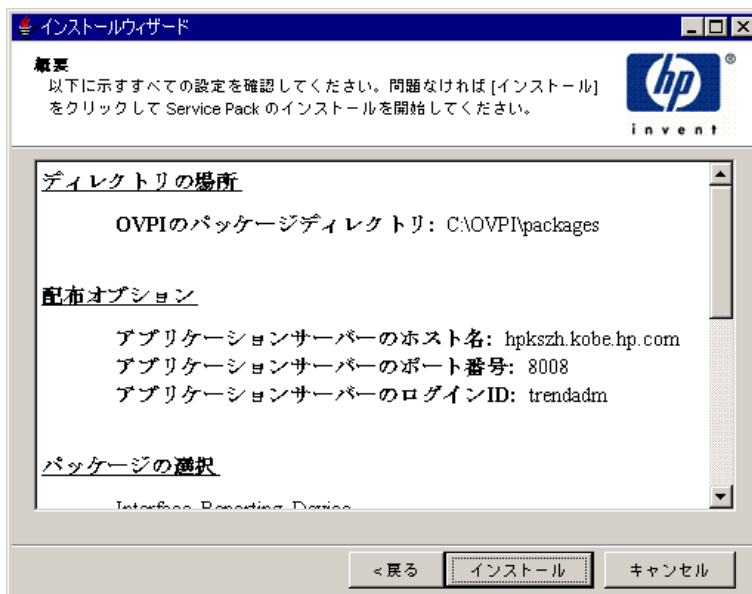 インストールウィザード
概要
以下に示すすべての設定を確認してください。問題なければ [インストール]
をクリックして Service Pack のインストールを開始してください。
hp
®
invent
ディレクトリの場所
OVPIのパッケージディレクトリ: C:\OVPI\packages
配布オプション
アプリケーションサーバーのホスト名: hpkszh.kobe.hp.com
アプリケーションサーバーのポート番号: 8008
アプリケーションサーバーのログインID: trendadm
パッケージの選択
Interface Reporting Device
<戻る インストール キャンセル